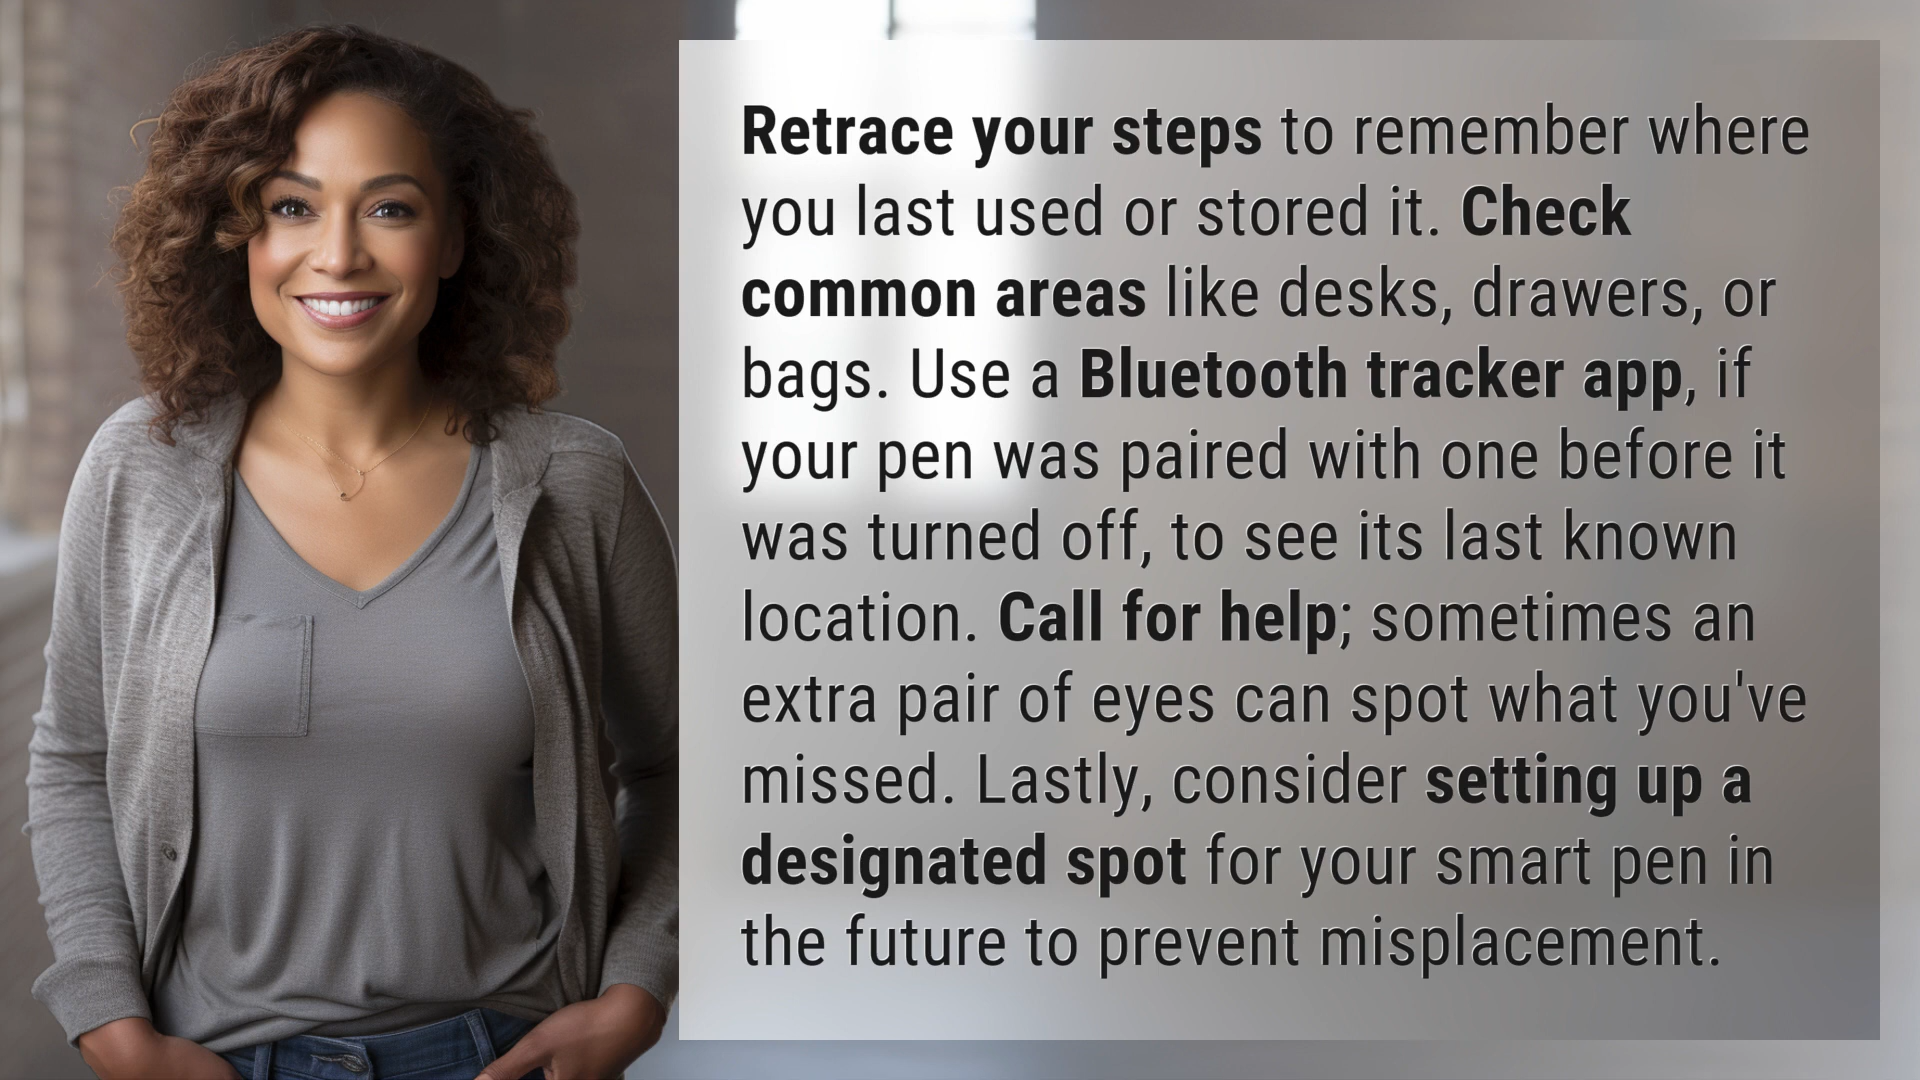 Retrace your steps to remember where
you last used or stored it. Check
common areas like desks, drawers, or
bags. Use a Bluetooth tracker app, if
your pen was paired with one before it
was turned off, to see its last known
location. Call for help; sometimes an
extra pair of eyes can spot what you've
missed. Lastly, consider setting up a
designated spot for your smart pen in
the future to prevent misplacement.